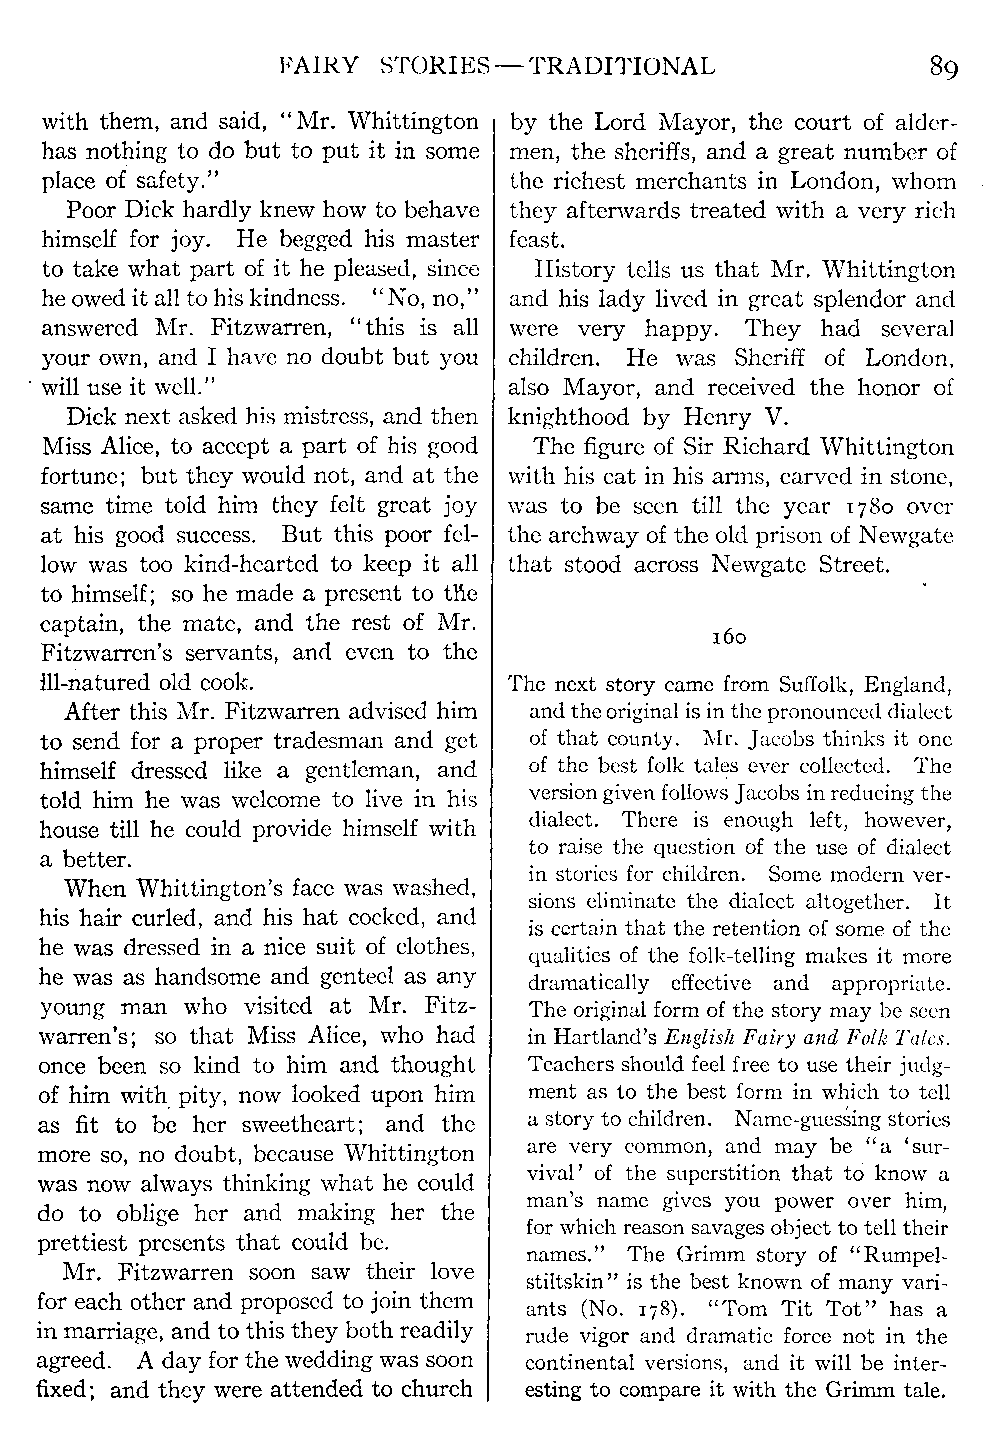 FAIRY STORIES—TRADITIONAL 89
with them, and said, "Mr. Whittington
has nothing to do but to put it in some
place of safety."
Poor Dick hardly knew how to behave
himself for joy. He begged his master
to take what part of it he pleased, since
he owed it all to his kindness. "No, no,"
answered Mr. Fitzwarren, "this is all
your own, and I have no doubt but you
will use it well."
Dick next asked his mistress, and then
Miss Alice, to accept a part of his good
fortune; but they would not, and at the
same time told him they felt great joy
at his good success. But this poor fel-
low was too kind-hearted to keep it all
to himself; so he made a present to the
captain, the mate, and the rest of Mr.
Fitzwarren's servants, and even to the
ill-natured old cook.
After this Mr. Fitzwarren advised him
to send for a proper tradesman and get
himself dressed like a gentleman, and
told him he was welcome to live in his
house till he could provide himself with
a better.
When Whittington's face was washed,
his hair curled, and his hat cocked, and
he was dressed in a nice suit of clothes,
he was as handsome and genteel as any
young man who visited at Mr. Fitz-
warren's; so that Miss Alice, who had
once been so kind to him and thought
of him with pity, now looked upon him
as fit to be her sweetheart; and the
more so, no doubt, because Whittington
was now always thinking what he could
do to oblige her and making her the
prettiest presents that could be.
Mr. Fitzwarren soon saw their love
for each other and proposed to join them
in marriage, and to this they both readily
agreed. A day for the wedding was soon
fixed; and they were attended to church
by the Lord Mayor, the court of alder-
men, the sheriffs, and a great number of
the richest merchants in London, whom
they afterwards treated with a very rich
feast.
History tells us that Mr. Whittington
and his lady lived in great splendor and
were very happy. They had several
children. He was Sheriff of London,
also Mayor, and received the honor of
knighthood by Henry V.
The figure of Sir Richard Whittington
with his cat in his arms, carved in stone,
was to be seen till the year 1780 over
the archway of the old prison of Newgate
that stood across Newgate Street.
160
The next story came from Suffolk, England,
and the original is in the pronounced dialect
of that county. Mr. Jacobs thinks it one
of the best folk tales ever collected. The
version given follows Jacobs in reducing the
dialect. There is enough left, however,
to raise the question of the use of dialect
in stories for children. Some modern ver-
sions eliminate the dialect altogether. It
is certain that the retention of some of the
qualities of the folk-telling makes it more
dramatically effective and appropriate.
The original form of the story may be seen
in Hartland's English Fairy and Folk Tales.
Teachers should feel free to use their judg-
ment as to the best form in which to tell
a story to children. Name-guessing stories
are very common, and may be "a 'sur-
vival' of the superstition that to know a
man's name gives you power over him,
for which reason savages object to tell their
names." The Grimm story of "Rumpel-
stiltskin" is the best known of many vari-
ants (No. 178). "Tom Tit Tot" has a
rude vigor and dramatic force not in the
continental versions, and it will be inter-
esting to compare it with the Grimm tale.